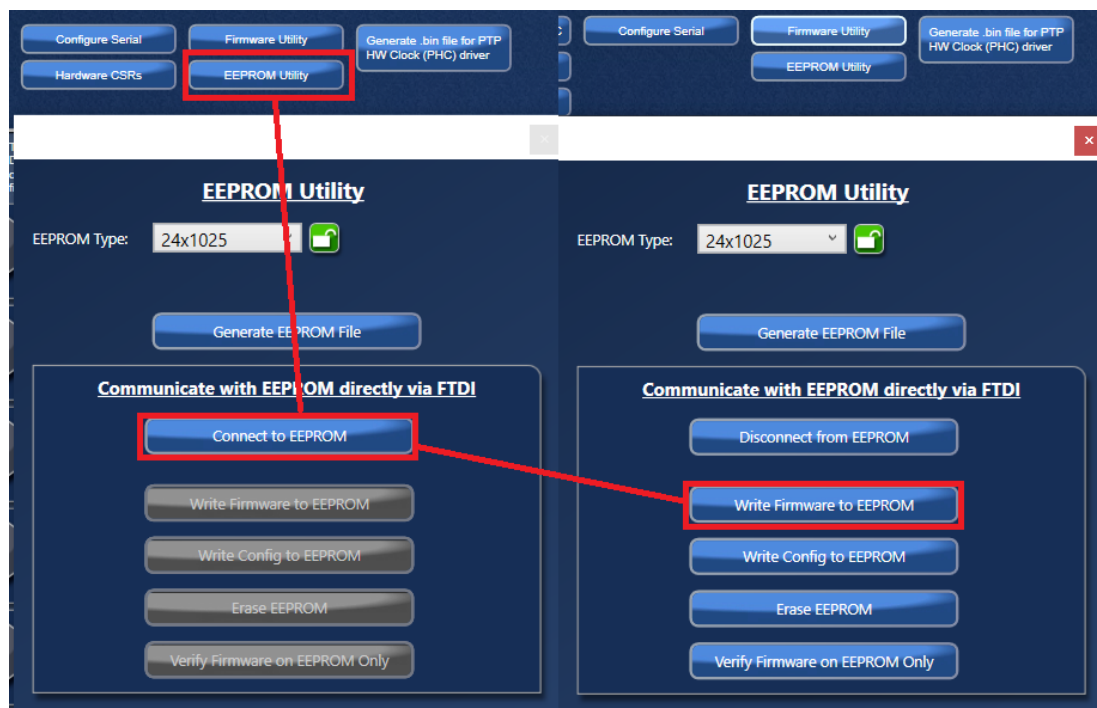 Configure Serial
Firmware Utility
Generate .bin file for PTP
HW Clock (PHC) driver
Hardware CSRs
EEPROM Utility
EEPROM Utility
EEPROM Type:
24x1025
Generate EEPROM File
Communicate with EEPROM directly via FTDI
Connect to EEPROM
Write Firmware to EEPROM
Write Config to EEPROM
Erase EEPROM
Verify Firmware on EEPROM Only
Configure Serial
Firmware Utility
Generate .bin file for PTP
HW Clock (PHC) driver
EEPROM Utility
EEPROM Utility
EEPROM Type:
24x1025
Generate EEPROM File
Communicate with EEPROM directly via FTDI
Disconnect from EEPROM
Write Firmware to EEPROM
Write Config to EEPROM
Erase EEPROM
Verify Firmware on EEPROM Only